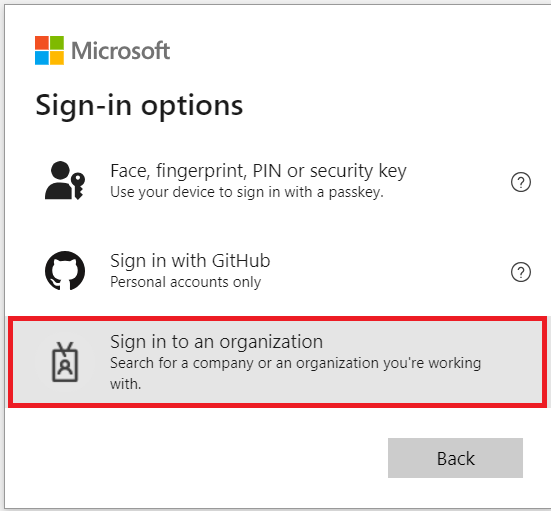 Microsoft
Sign-in options
Face, fingerprint, PIN or security key
Use your device to sign in with a passkey.
?
Sign in with GitHub
Personal accounts only
?
Sign in to an organization
Search for a company or an organization you're working
with.
Back